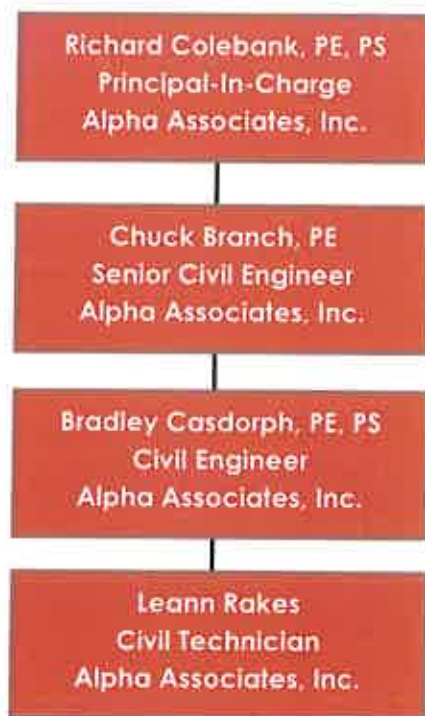 Richard Colebank, PE, PS
Principal-In-Charge
Alpha Associates, Inc.
Chuck Branch, PE
Senior Civil Engineer
Alpha Associates, Inc.
Bradley Casdorph, PE, PS
Civil Engineer
Alpha Associates, Inc.
Leann Rakes
Civil Technician
Alpha Associates, Inc.